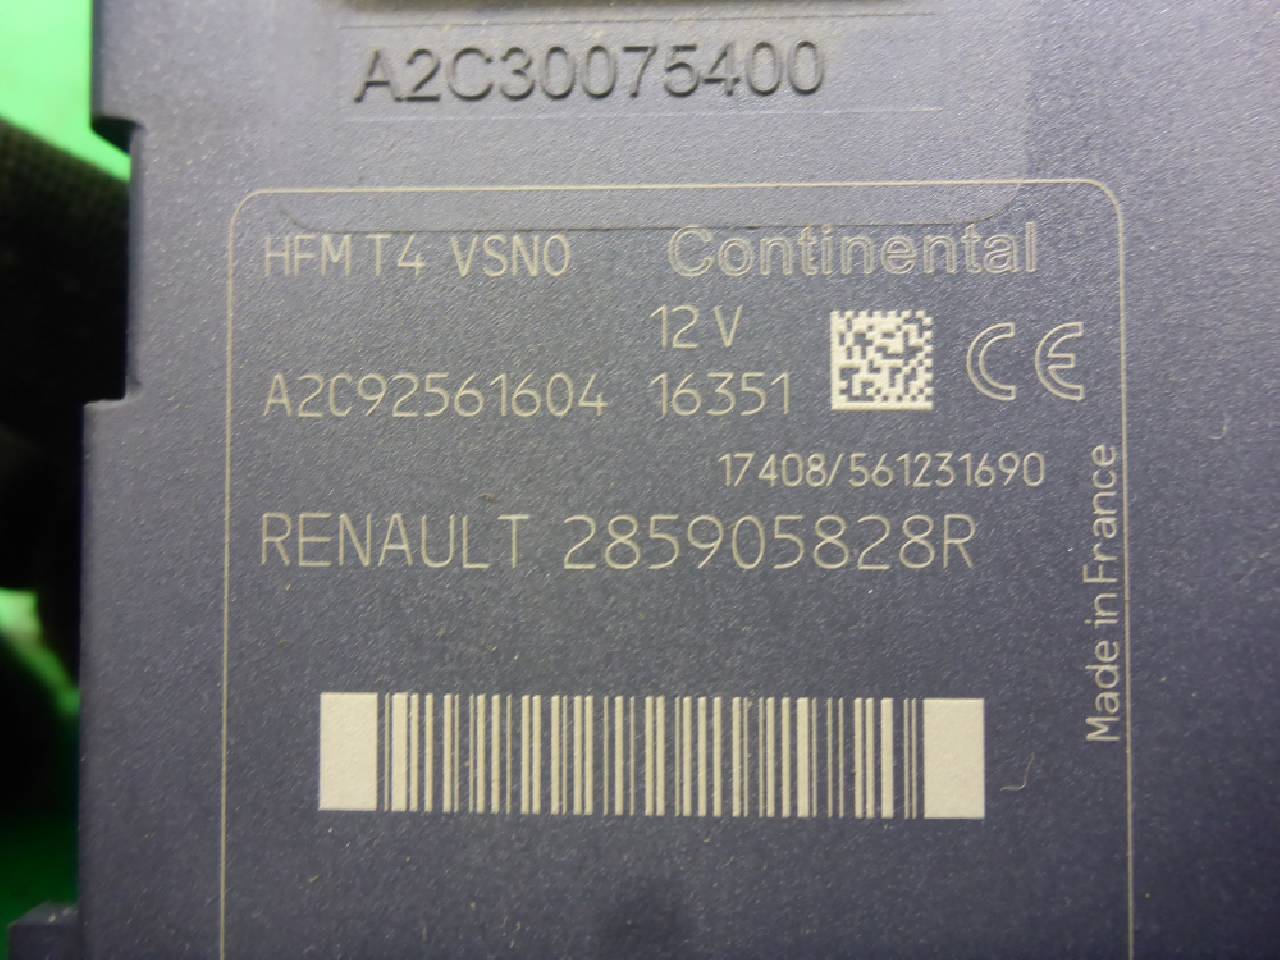 A2C30075400
HFM T4 VSN0 Continental
12 V
A2C92561604 16351
CE
17408/561231690
RENAULT 285905828R
Made in France